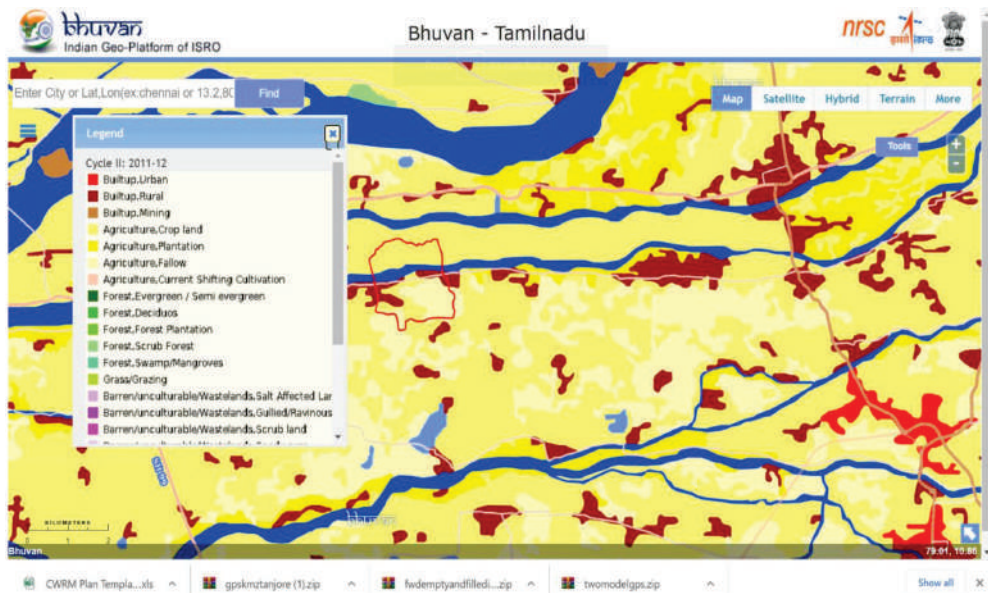 bhuvan
Indian Geo-Platform of ISRO
Bhuvan - Tamilnadu
nrsc
Enter City or Lat,Lon(ex:chennai or 13.2,80
Find
Map Satellite Hybrid Terrain More
Tools
+
-
Legend
Cycle II: 2011-12
Builtup,Urban
Builtup,Rural
Builtup,Mining
Agriculture,Crop land
Agriculture,Plantation
Agriculture,Fallow
Agriculture,Current Shifting Cultivation
Forest,Evergreen / Semi evergreen
Forest,Deciduos
Forest,Forest Plantation
Forest,Scrub Forest
Forest,Swamp/Mangroves
Grass/Grazing
Barren/unculturable/Wastelands,Salt Affected Lar
Barren/unculturable/Wastelands,Gullied/Ravinous
Barren/unculturable/Wastelands,Scrub land
KILOMETERS
0 1 2
bhuvan
Bhuvan
79.01, 10.86
CWRM Plan Templa...xls
gpskmztanjore (1).zip
fwdemptyandfilledi....zip
twomodelgps.zip
Show all